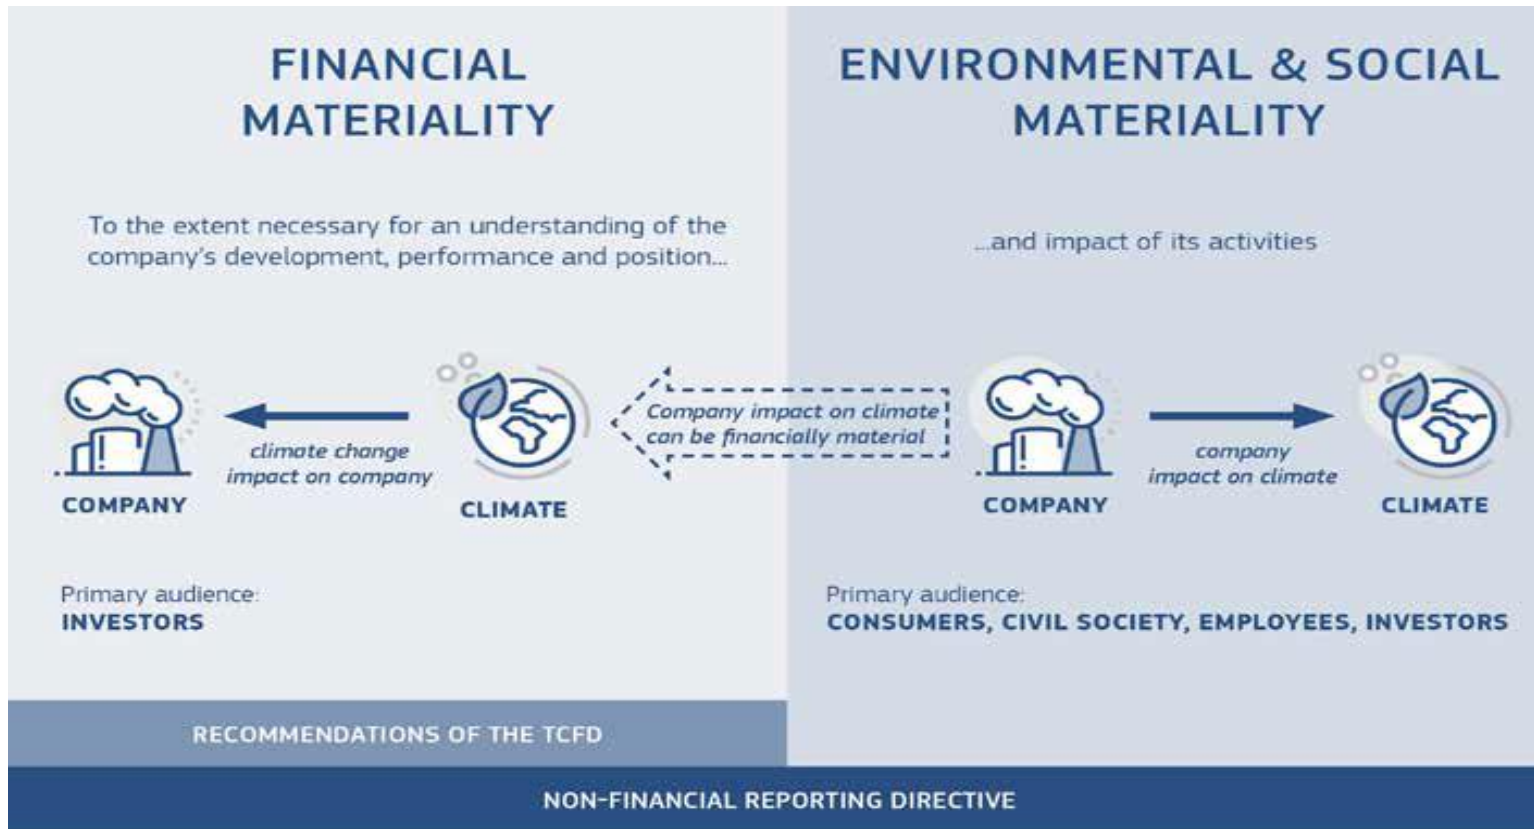 FINANCIAL
MATERIALITY
To the extent necessary for an understanding of the
company's development, performance and position...
climate change
impact on company
COMPANY
CLIMATE
Primary audience:
INVESTORS
RECOMMENDATIONS OF THE TCFD
Company impact on climate
can be financially material
ENVIRONMENTAL & SOCIAL
MATERIALITY
...and impact of its activities
company
impact on climate
COMPANY
CLIMATE
Primary audience:
CONSUMERS, CIVIL SOCIETY, EMPLOYEES, INVESTORS
NON-FINANCIAL REPORTING DIRECTIVE